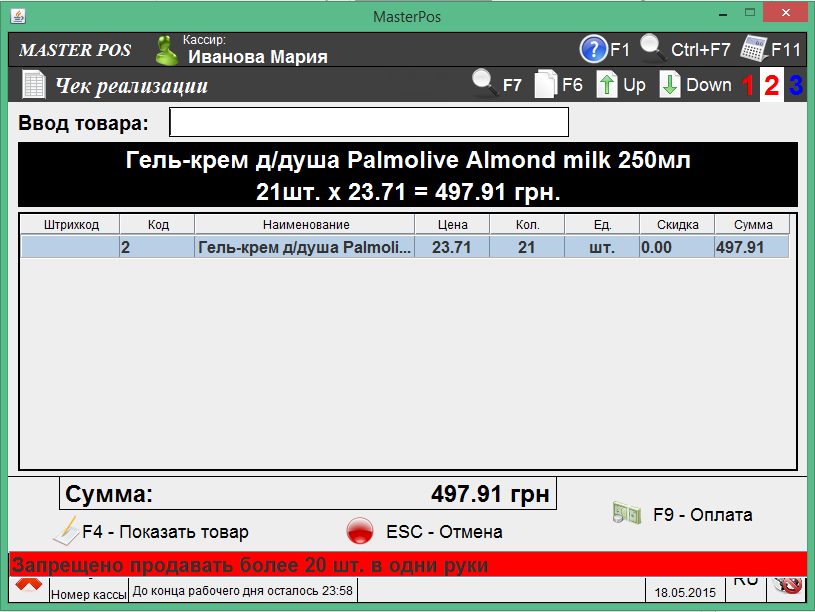 MasterPos
MASTER POS
Кассир:
Иванова Мария
F1
Ctrl+F7
F11
Чек реализации
F7
F6
Up
Down
1 2 3
Ввод товара:
Гель-крем д/душа Palmolive Almond milk 250мл
21шт. x 23.71 = 497.91 грн.
Штрихкод Код Наименование Цена Кол. Ед. Скидка Сумма
2 Гель-крем д/душа Palmoli... 23.71 21 шт. 0.00 497.91
Сумма: 497.91 грн
F9 - Оплата
F4 - Показать товар
ESC - Отмена
Запрещено продавать более 20 шт. в одни руки
Номер кассы
До конца рабочего дня осталось 23:58
18.05.2015
RU